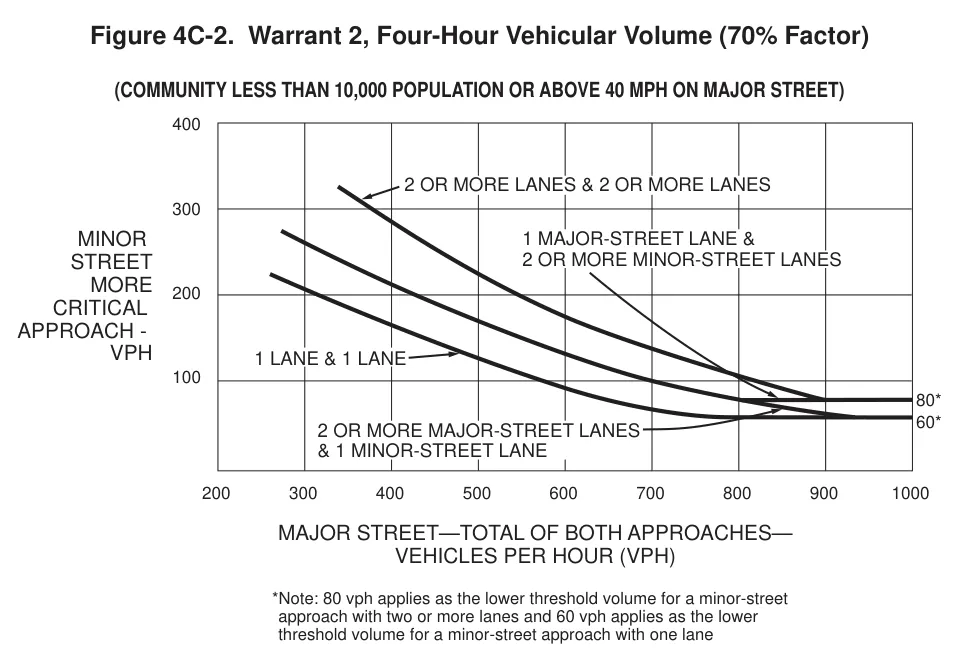 Figure 4C-2. Warrant 2, Four-Hour Vehicular Volume (70% Factor)
(COMMUNITY LESS THAN 10,000 POPULATION OR ABOVE 40 MPH ON MAJOR STREET)
400
300
200
100
MINOR
STREET
MORE
CRITICAL
APPROACH -
VPH
2 OR MORE LANES & 2 OR MORE LANES
1 MAJOR-STREET LANE &
2 OR MORE MINOR-STREET LANES
1 LANE & 1 LANE
2 OR MORE MAJOR-STREET LANES
& 1 MINOR-STREET LANE
80*
60*
200 300 400 500 600 700 800 900 1000
MAJOR STREET—TOTAL OF BOTH APPROACHES—
VEHICLES PER HOUR (VPH)
*Note: 80 vph applies as the lower threshold volume for a minor-street
approach with two or more lanes and 60 vph applies as the lower
threshold volume for a minor-street approach with one lane